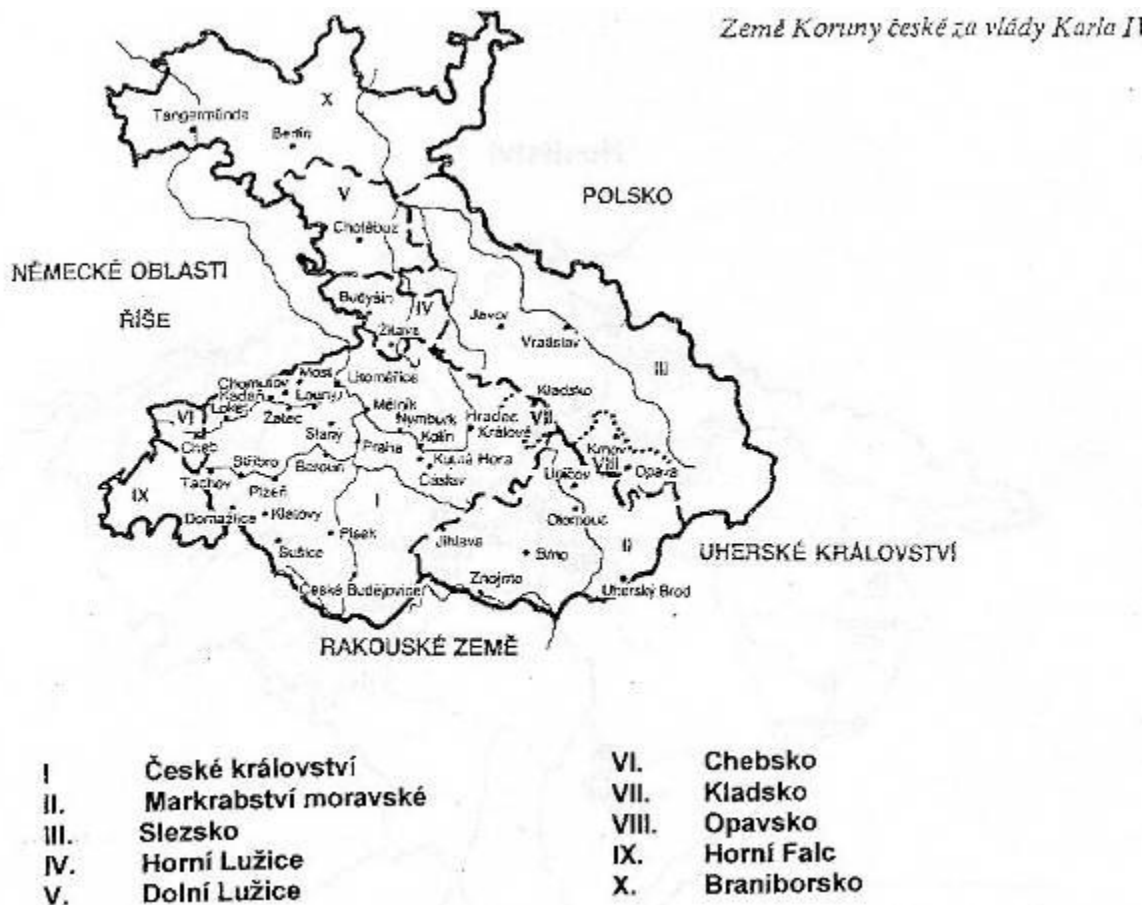 Země Koruny české za vlády Karla IV
X
Tangermünde
Berlín
V
POLSKO
Chotěbuz
NĚMECKÉ OBLASTI
ŘÍŠE
Budyšín
IV
Žitava
Javor
Vratislav
III
Most
Litoměřice
Chomutov
Kadaň
Louny
Loket
Žatec
Mělník
Kladsko
Nymburk
Hradec
Králové
VII
VI
Slaný
Kolín
Praha
Cheb
Krnov
Stříbro
Beroun
Kutná Hora
VIII
Opava
Čáslav
Uničov
Tachov
Plzeň
IX
I
Domažlice
Klatovy
Olomouc
Písek
Jihlava
II
Sušice
Brno
UHERSKÉ KRÁLOVSTVÍ
České Budějovice
Znojmo
Uherský Brod
RAKOUSKÉ ZEMĚ
I České království
II. Markrabství moravské
III. Slezsko
IV. Horní Lužice
V. Dolní Lužice
VI. Chebsko
VII. Kladsko
VIII. Opavsko
IX. Horní Falc
X. Braniborsko